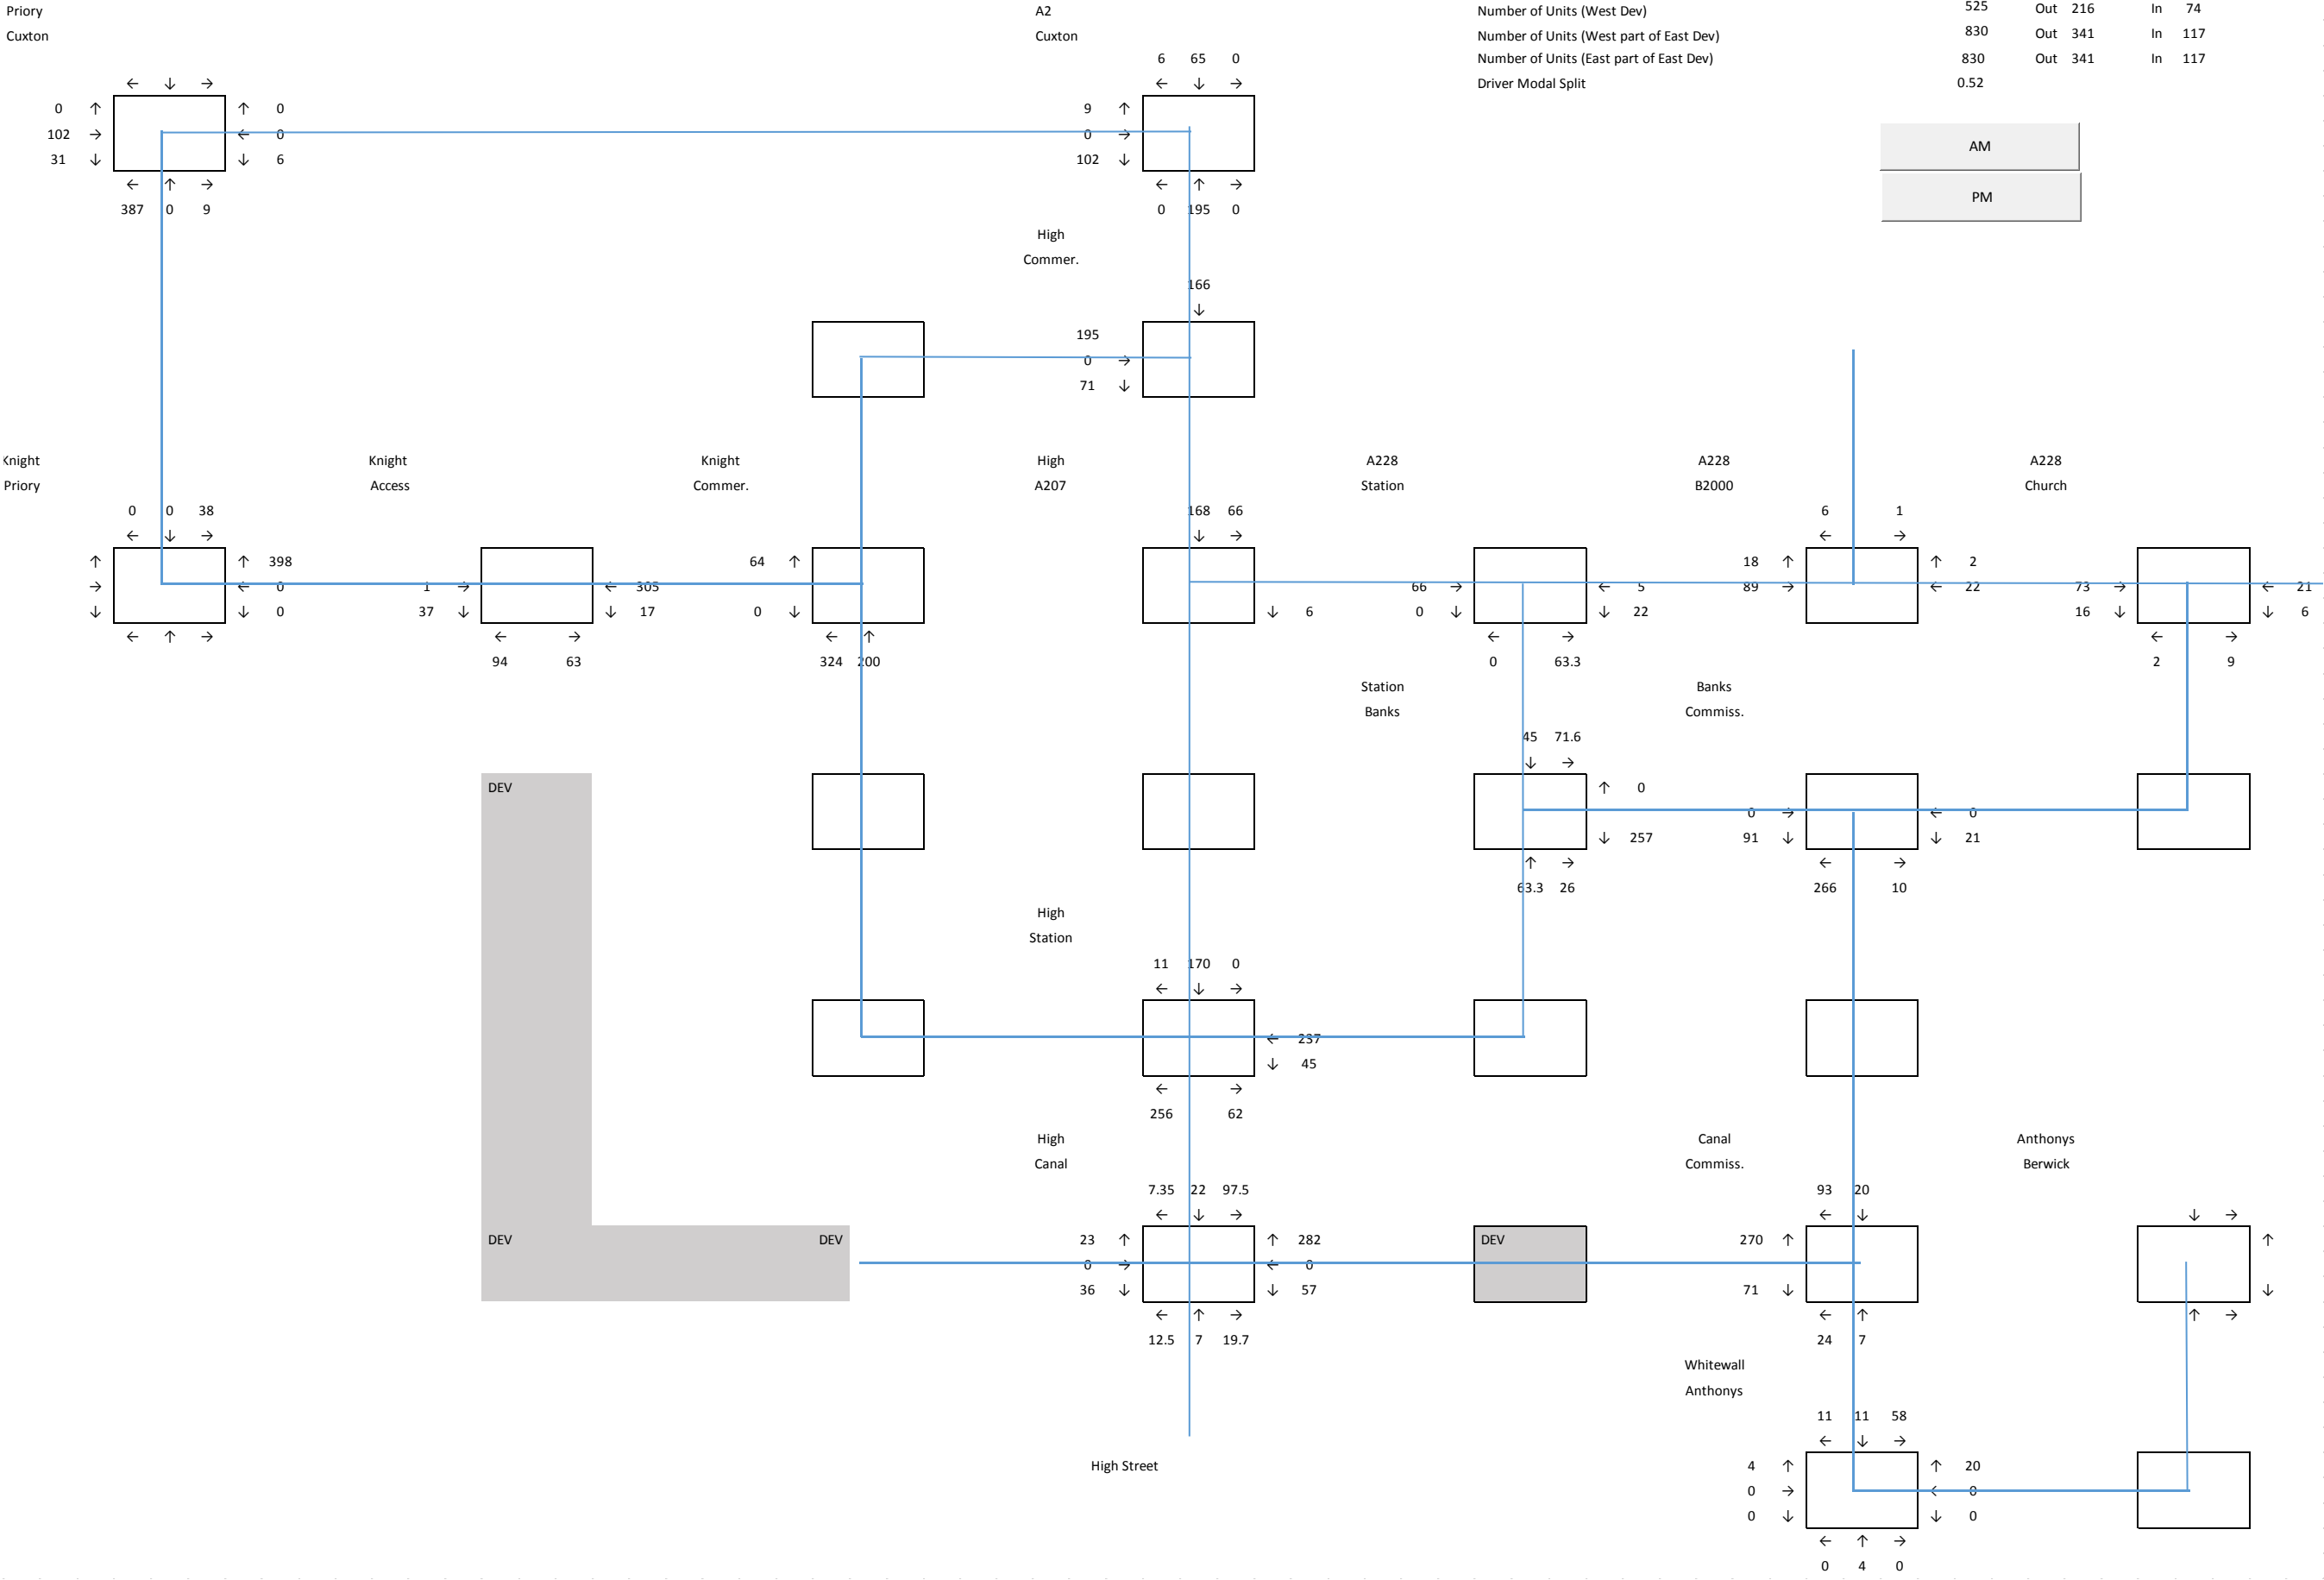 Priory A2 Number of Units (West Dev) 525 Out 216 In 74
Cuxton Cuxton Number of Units (West part of East Dev) 830 Out 341 In 117
6 65 0 Number of Units (East part of East Dev) 830 Out 341 In 117
← ↓ → ← ↓ → Driver Modal Split 0.52
0 ↑ ↑ 0 9 ↑
102 → ← 0 0 → AM
31 ↓ ↓ 6 102 ↓
← ↑ → ← ↑ → PM
387 0 9 0 195 0
High
Commer.
166
↓
195
0 →
71 ↓
Knight Knight Knight High A228 A228 A228
Priory Access Commer. A207 Station B2000 Church
0 0 38 168 66 6 1
← ↓ → ↓ → ← →
↑ ↑ 398 64 ↑ 18 ↑ ↑ 2
→ ← 0 1 → ← 305 66 → ← 5 89 → ← 22 73 → ← 21
↓ ↓ 0 37 ↓ ↓ 17 0 ↓ ↓ 6 0 ↓ ↓ 22 16 ↓ ↓ 6
← ↑ → ← → ← ↑ ← → ← →
94 63 324 200 0 63.3 2 9
Station Banks
Banks Commiss.
45 71.6
↓ →
DEV ↑ 0
0 → ← 0
↓ 257 91 ↓ ↓ 21
↑ → ← →
63.3 26 266 10
High
Station
11 170 0
← ↓ →
← 237
↓ 45
← →
256 62
High Canal Anthonys
Canal Commiss. Berwick
7.35 22 97.5 93 20
← ↓ → ← ↓ ↓ →
DEV DEV 23 ↑ ↑ 282 DEV 270 ↑ ↑
0 → ← 0
36 ↓ ↓ 57 71 ↓ ↓
← ↑ → ← ↑ ↑ →
12.5 7 19.7 24 7
Whitewall
Anthonys
11 11 58
← ↓ →
High Street 4 ↑ ↑ 20
0 → ← 0
0 ↓ ↓ 0
← ↑ →
0 4 0